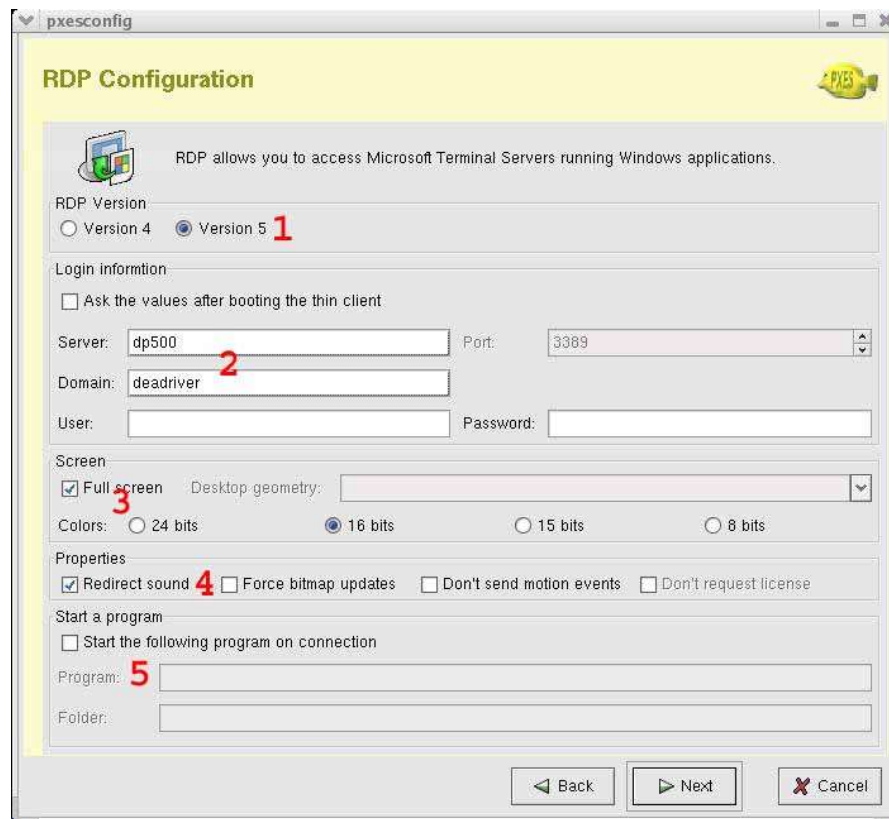 pxesconfig
RDP Configuration
PXES
RDP allows you to access Microsoft Terminal Servers running Windows applications.
RDP Version
Version 4 Version 5 1
Login informtion
Ask the values after booting the thin client
Server: dp500 Port: 3389
2
Domain: deadriver
User: Password:
Screen
Full screen Desktop geometry:
3
Colors: 24 bits 16 bits 15 bits 8 bits
Properties
Redirect sound 4 Force bitmap updates Don't send motion events Don't request license
Start a program
Start the following program on connection
Program: 5
Folder:
Back Next Cancel